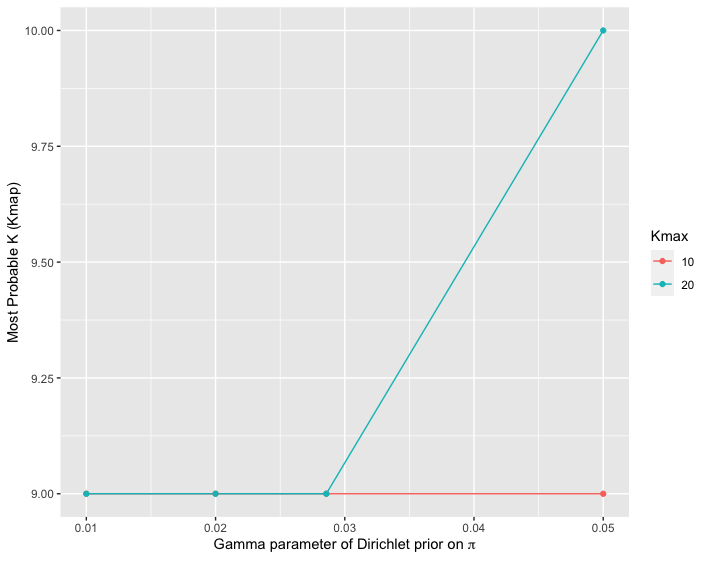 10.00
9.75
9.50
9.25
9.00
Most Probable K (Kmap)
0.01 0.02 0.03 0.04 0.05
Gamma parameter of Dirichlet prior on π
Kmax
10
20